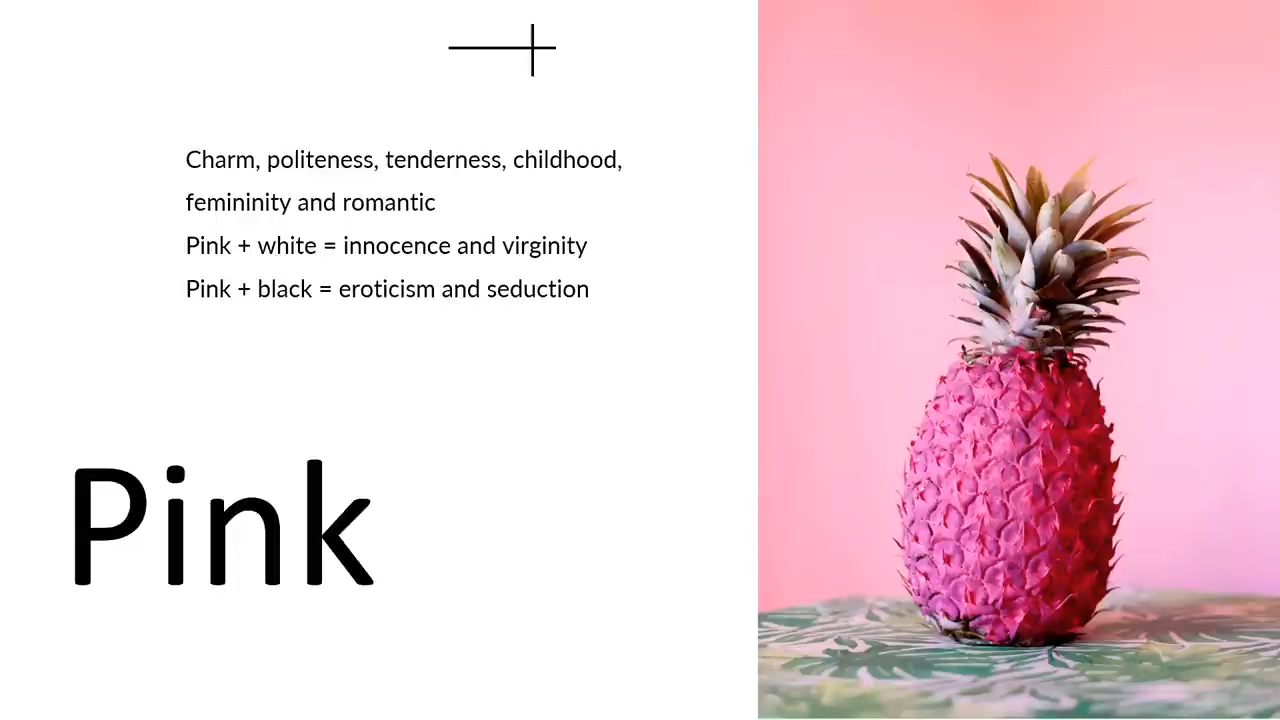 Charm, politeness, tenderness, childhood,
femininity and romantic
Pink + white = innocence and virginity
Pink + black = eroticism and seduction
Pink